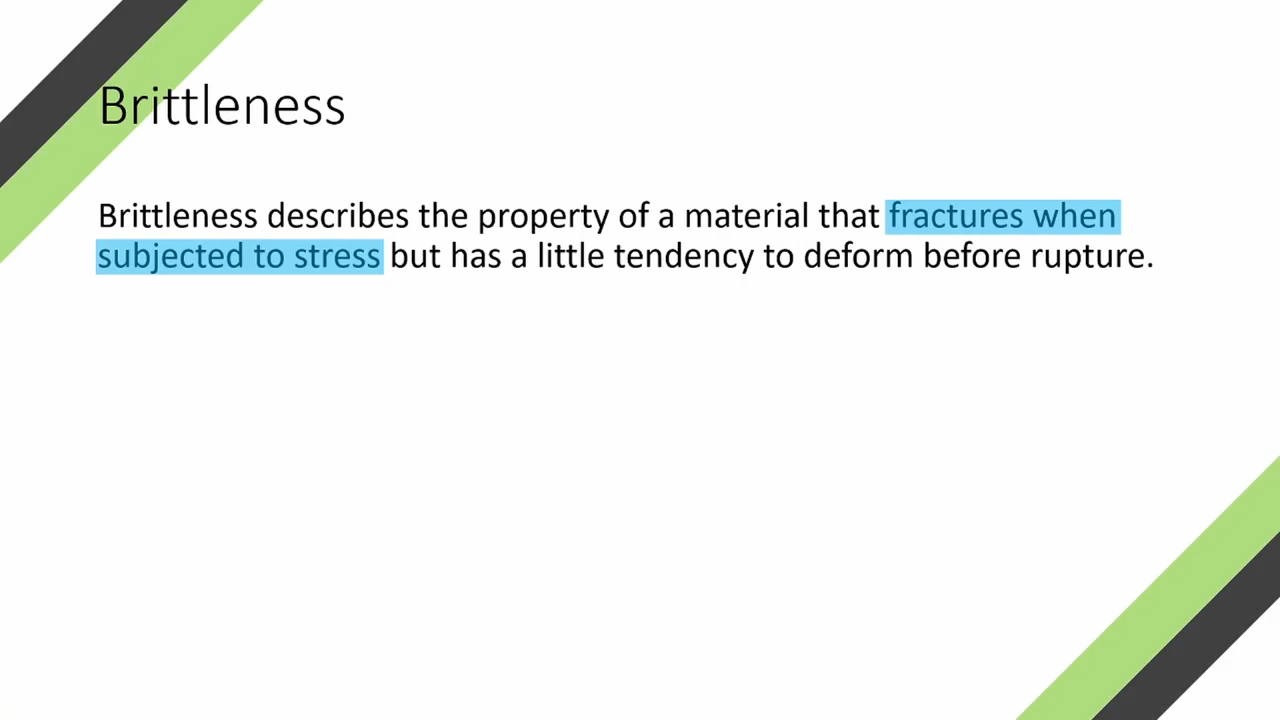 Brittleness
Brittleness describes the property of a material that fractures when
subjected to stress but has a little tendency to deform before rupture.